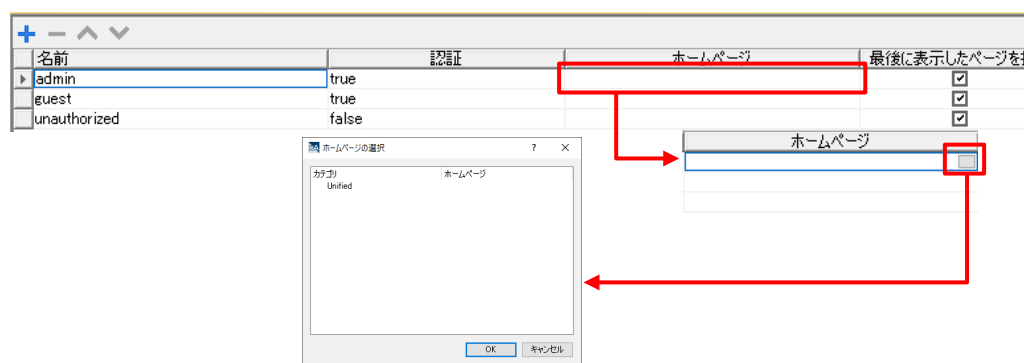 名前 認証 ホームページ 最後に表示したページを
admin true
guest true
unauthorized false
ホームページ
ホームページの選択 ? ×
カテゴリ ホームページ
Unified
OK キャンセル